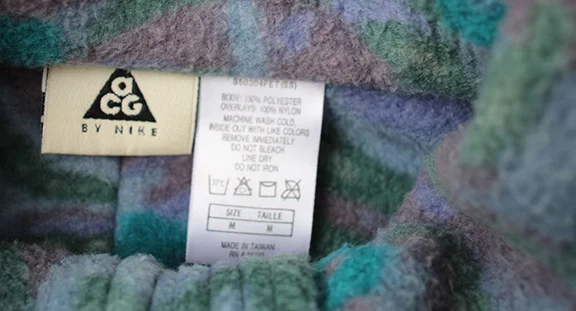 ACG
BY NIKE
BODY: 100% POLYESTER
OVERLAYS: 100% NYLON
MACHINE WASH COLD,
INSIDE OUT WITH LIKE COLORS
REMOVE IMMEDIATELY
DO NOT BLEACH
LINE DRY
DO NOT IRON
SIZE TAILLE
M M
MADE IN TAIWAN